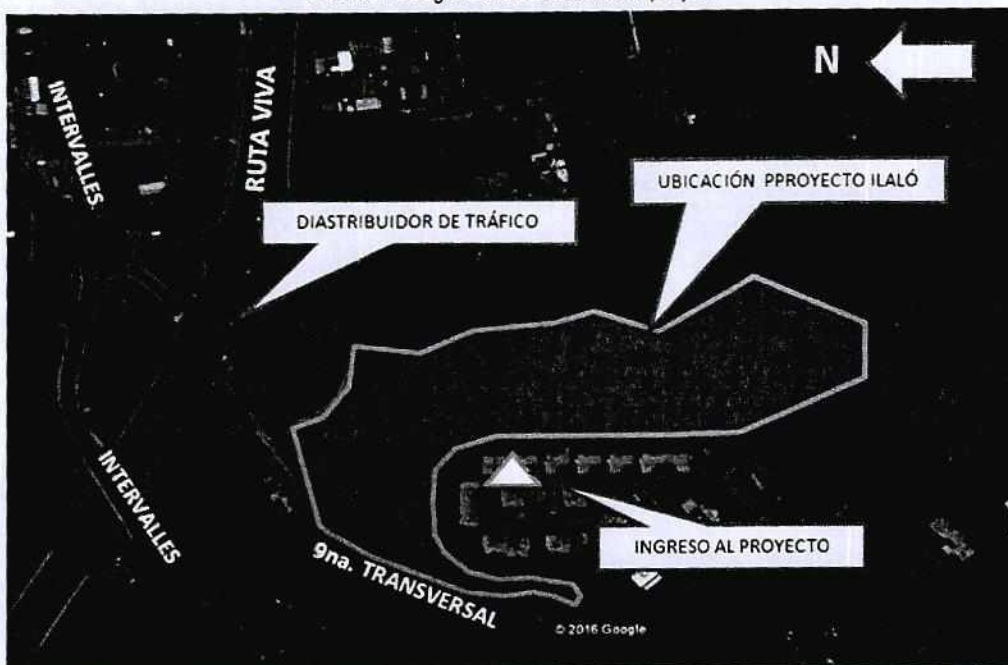 N
INTERVALLES
RUTA VIVA
UBICACIÓN PPROYECTO ILALÓ
DIASTRIBUIDOR DE TRÁFICO
INTERVALLES
9na. TRANSVERSAL
INGRESO AL PROYECTO
© 2016 Google